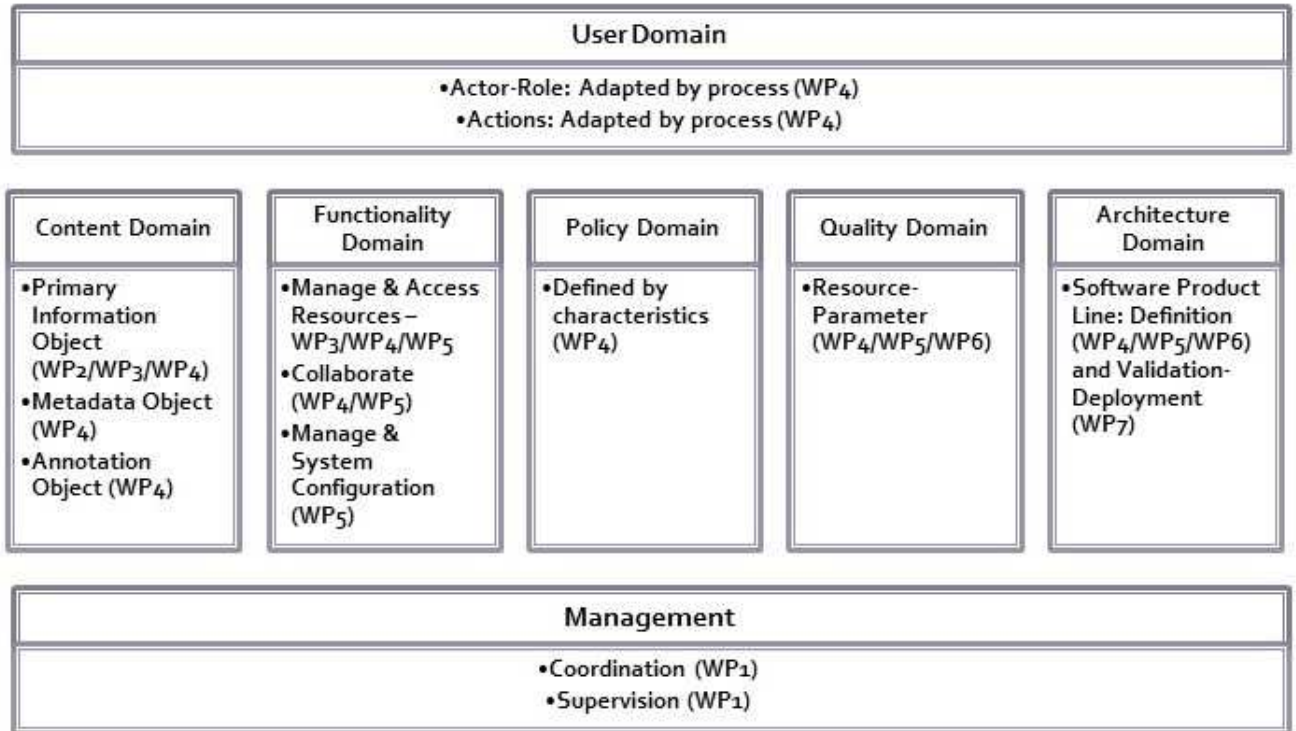 User Domain
•Actor-Role: Adapted by process (WP4)
•Actions: Adapted by process (WP4)
Content Domain
•Primary
Information
Object
(WP2/WP3/WP4)
•Metadata Object
(WP4)
•Annotation
Object (WP4)
Functionality
Domain
•Manage & Access
Resources –
WP3/WP4/WP5
•Collaborate
(WP4/WP5)
•Manage &
System
Configuration
(WP5)
Policy Domain
•Defined by
characteristics
(WP4)
Quality Domain
•Resource-
Parameter
(WP4/WP5/WP6)
Architecture
Domain
•Software Product
Line: Definition
(WP4/WP5/WP6)
and Validation-
Deployment
(WP7)
Management
•Coordination (WP1)
•Supervision (WP1)